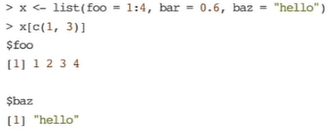 > x <- list(foo = 1:4, bar = 0.6, baz = "hello")
> x[c(1, 3)]
$foo
[1] 1 2 3 4
$baz
[1] "hello"